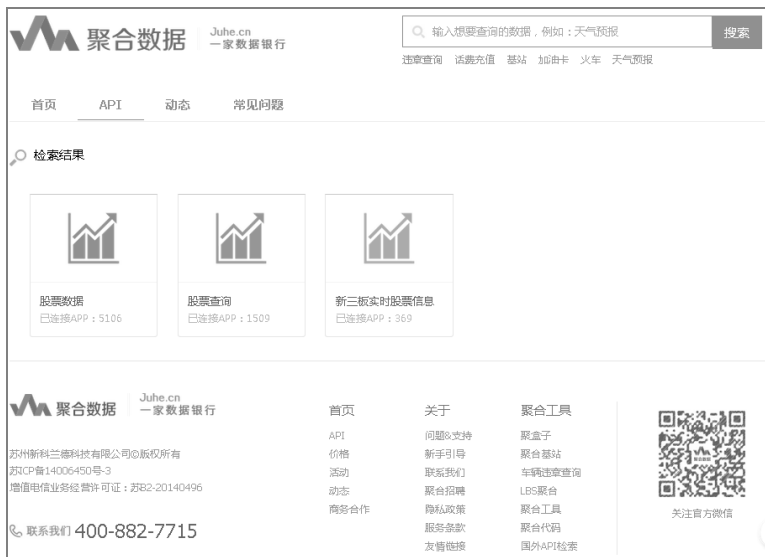 聚合数据
Juhe.cn
一家数据银行
输入想要查询的数据，例如：天气预报
搜索
违章查询 话费充值 基站 加油卡 火车 天气预报
首页 API 动态 常见问题
检索结果
股票数据
已连接APP：5106
股票查询
已连接APP：1509
新三板实时股票信息
已连接APP：369
聚合数据
Juhe.cn
一家数据银行
苏州新科兰德科技有限公司©版权所有
苏ICP备14006450号-3
增值电信业务经营许可证：苏B2-20140496
联系我们 400-882-7715
首页
API
价格
活动
动态
商务合作
关于
问题&支持
新手引导
联系我们
聚合招聘
隐私政策
服务条款
友情链接
聚合工具
聚盒子
聚合基站
车辆违章查询
LBS聚合
聚合工具
聚合代码
国外API检索
关注官方微信